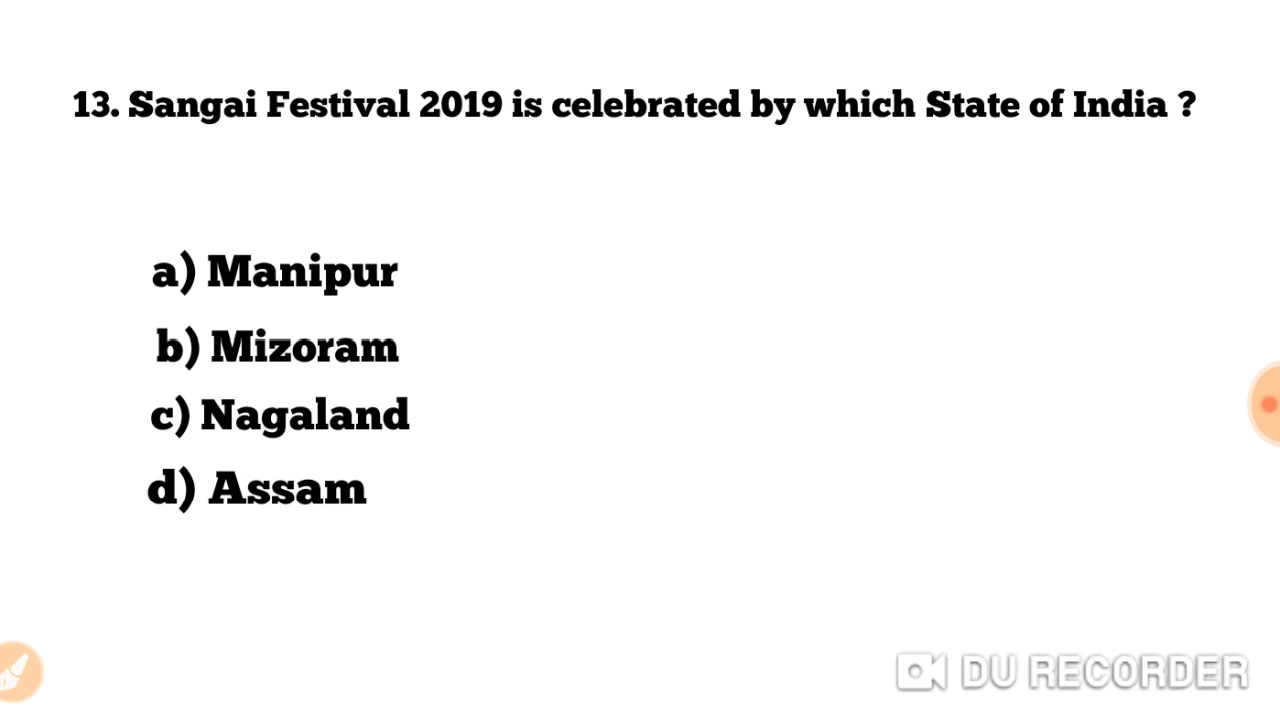 13. Sangai Festival 2019 is celebrated by which State of India ?
a) Manipur
b) Mizoram
c) Nagaland
d) Assam
DU RECORDER